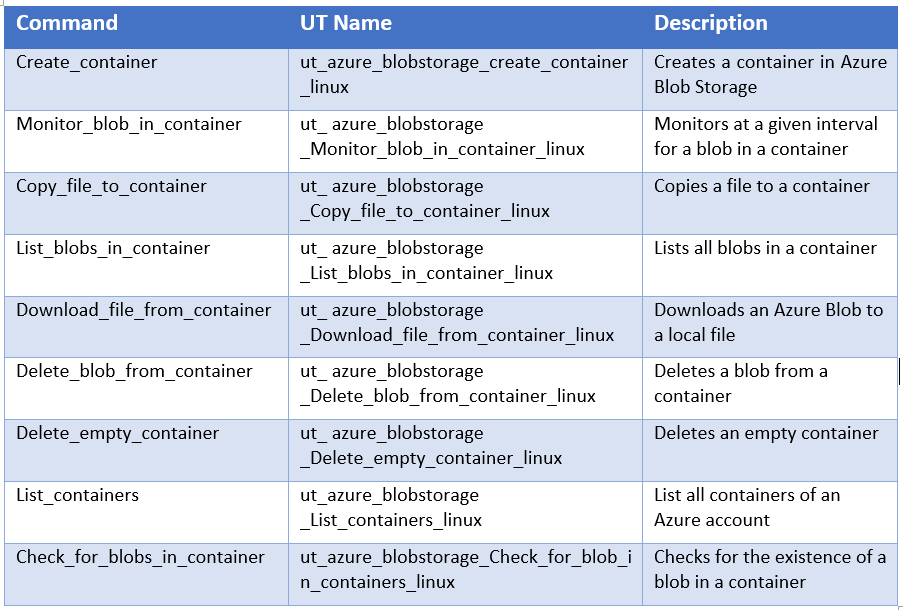 Command UT Name Description
Create_container ut_azure_blobstorage_create_container Creates a container in Azure
_linux Blob Storage
Monitor_blob_in_container ut_ azure_blobstorage Monitors at a given interval
_Monitor_blob_in_container_linux for a blob in a container
Copy_file_to_container ut_ azure_blobstorage Copies a file to a container
_Copy_file_to_container_linux
List_blobs_in_container ut_ azure_blobstorage Lists all blobs in a container
_List_blobs_in_container_linux
Download_file_from_container ut_ azure_blobstorage Downloads an Azure Blob to
_Download_file_from_container_linux a local file
Delete_blob_from_container ut_ azure_blobstorage Deletes a blob from a
_Delete_blob_from_container_linux container
Delete_empty_container ut_ azure_blobstorage Deletes an empty container
_Delete_empty_container_linux
List_containers ut_azure_blobstorage List all containers of an
_List_containers_linux Azure account
Check_for_blobs_in_container ut_azure_blobstorage_Check_for_blob_i Checks for the existence of a
n_containers_linux blob in a container